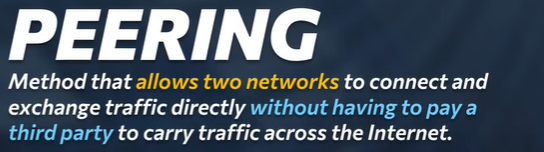 PEERING
Method that allows two networks to connect and
exchange traffic directly without having to pay a
third party to carry traffic across the Internet.